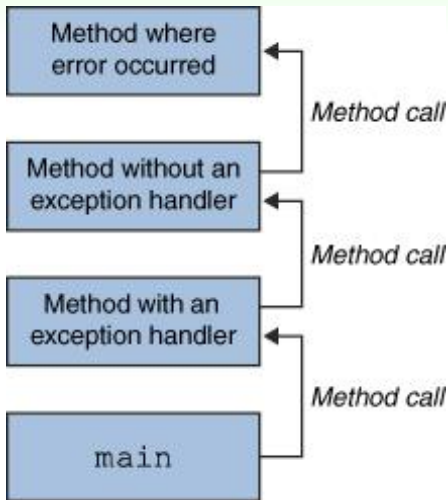 Method where
error occurred
Method call
Method without an
exception handler
Method call
Method with an
exception handler
Method call
main